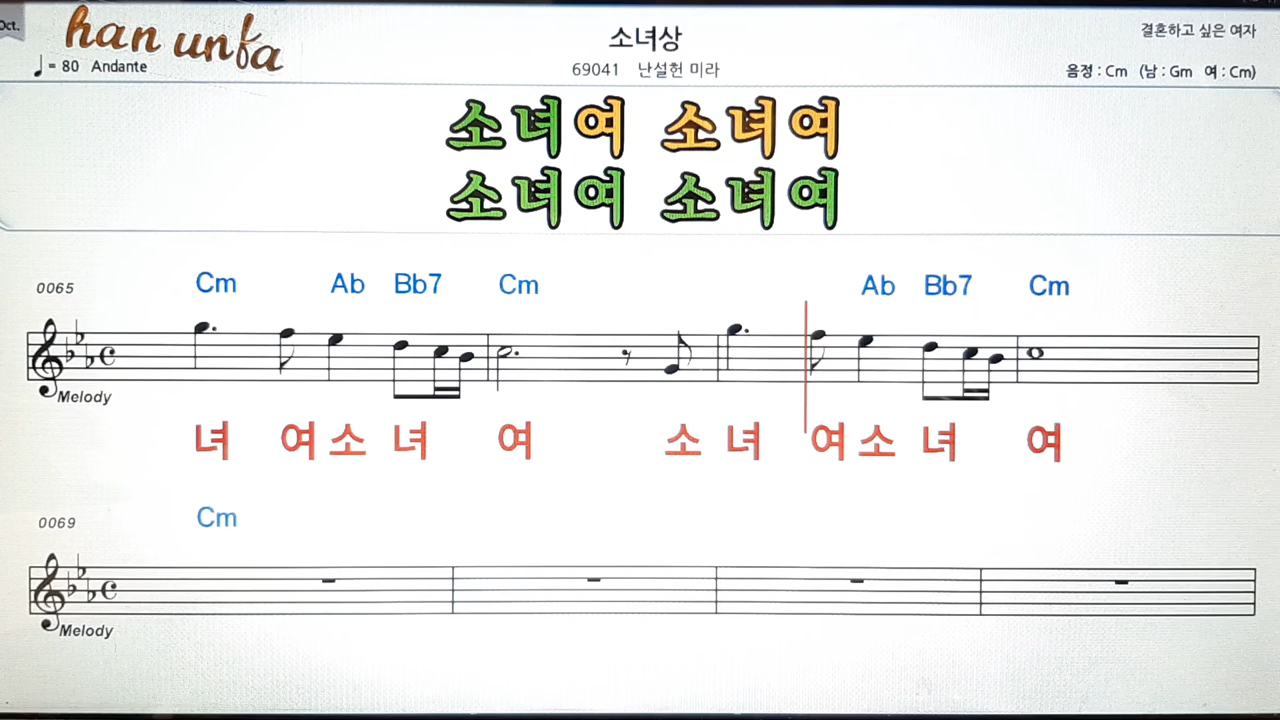 Oct.
han unfa
소녀상
결혼하고 싶은 여자
♩ = 80 Andante
69041 난설헌 미라
음정 : Cm (남 : Gm 여 : Cm)
소녀여 소녀여
소녀여 소녀여
0065 Cm Ab Bb7 Cm Ab Bb7 Cm
Melody
녀 여 소 녀 여 소 녀 여 소 녀 여
0069 Cm
Melody